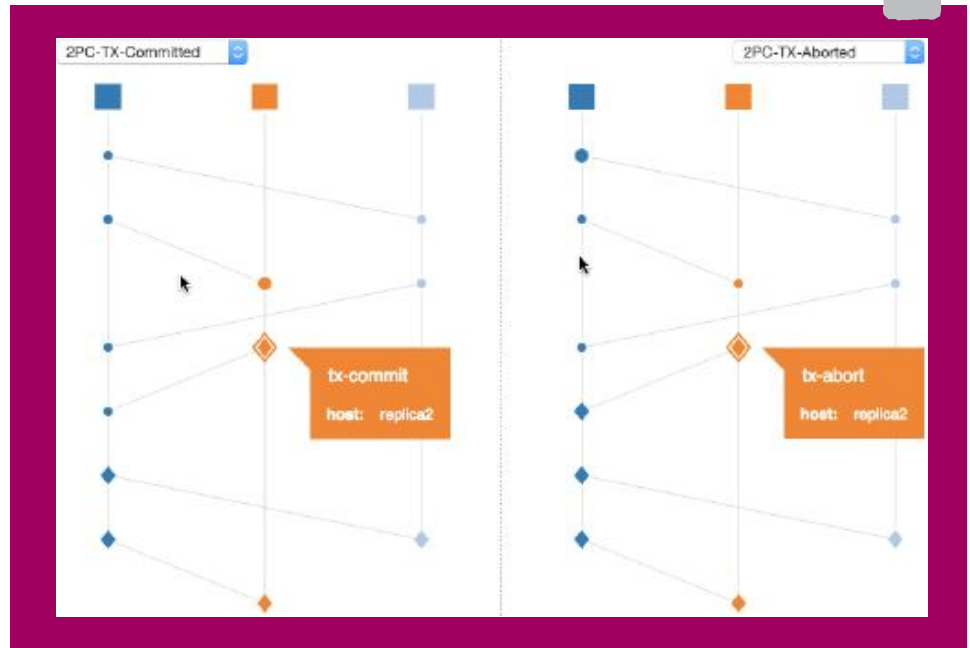 2PC-TX-Committed
2PC-TX-Aborted
tx-commit
host: replica2
tx-abort
host: replica2